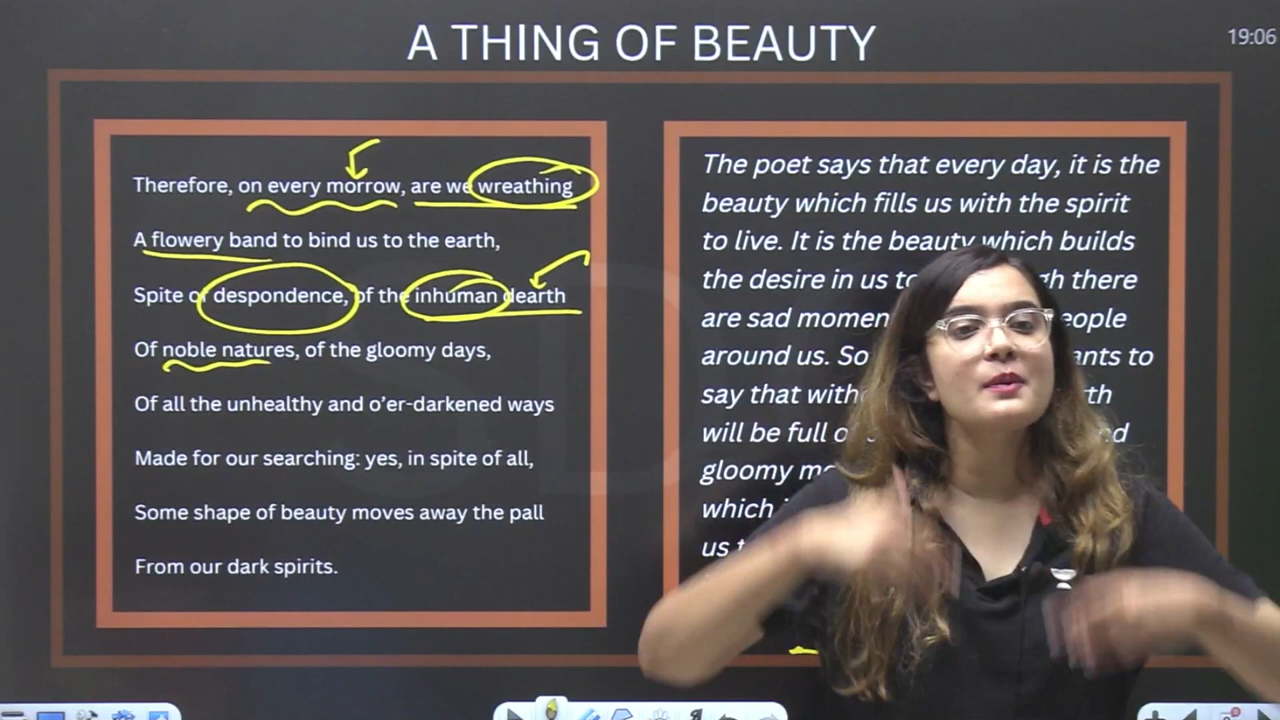 A THING OF BEAUTY
19:06
Therefore, on every morrow, are we wreathing
A flowery band to bind us to the earth,
Spite of despondence, of the inhuman dearth
Of noble natures, of the gloomy days,
Of all the unhealthy and o'er-darkened ways
Made for our searching: yes, in spite of all,
Some shape of beauty moves away the pall
From our dark spirits.
The poet says that every day, it is the
beauty which fills us with the spirit
to live. It is the beauty which builds
the desire in us to there
are sad
around us. So to
say that
will be full
gloomy
which
us